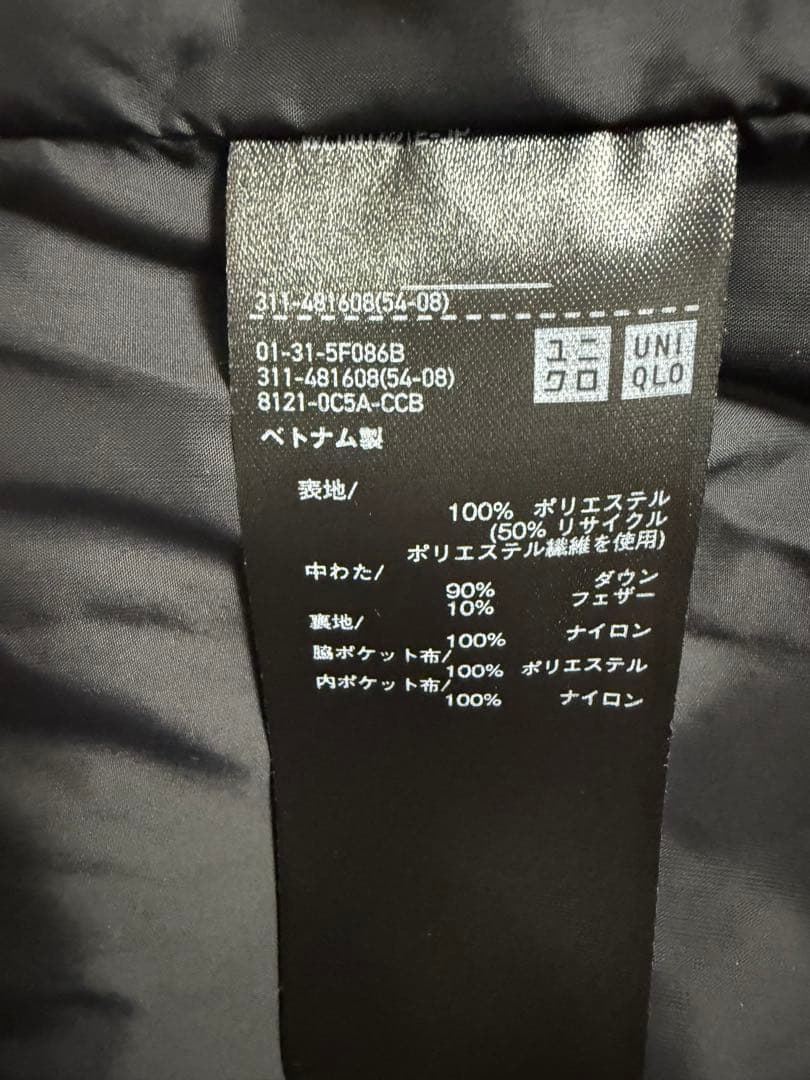 311-481608(54-08)
01-31-5F086B
311-481608(54-08)
8121-0C5A-CCB
ユニ
クロ
UNI
QLO
ベトナム製
表地/
100% ポリエステル
(50% リサイクル
ポリエステル繊維を使用)
中わた/
90% ダウン
10% フェザー
裏地/
100% ナイロン
脇ポケット布/
100% ポリエステル
内ポケット布/
100% ナイロン